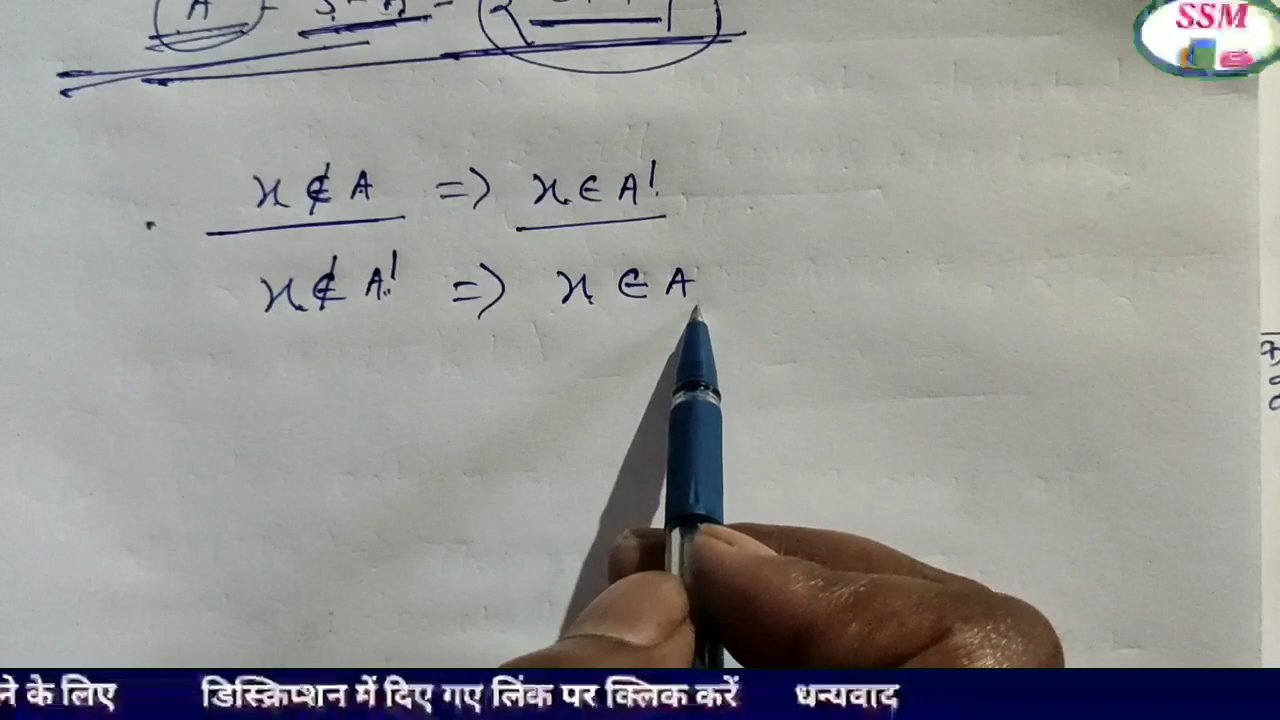 SSM
x ∉ A => x ∈ A'
x ∉ A' => x ∈ A
ने के लिए डिस्क्रिप्शन में दिए गए लिंक पर क्लिक करें धन्यवाद